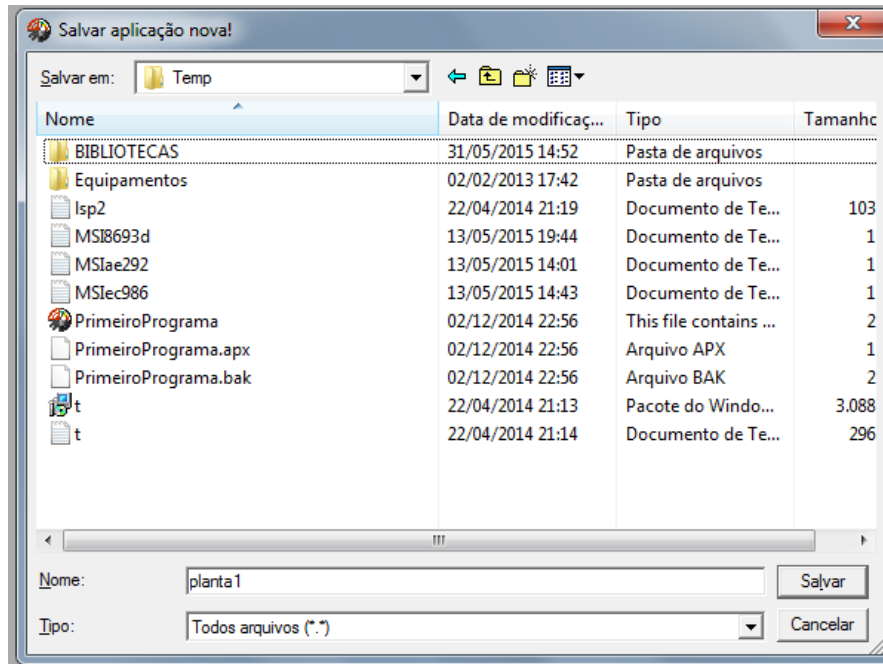 Salvar aplicação nova!
Salvar em: Temp
Nome Data de modificaç... Tipo Tamanho
BIBLIOTECAS 31/05/2015 14:52 Pasta de arquivos
Equipamentos 02/02/2013 17:42 Pasta de arquivos
lsp2 22/04/2014 21:19 Documento de Te... 103
MSI8693d 13/05/2015 19:44 Documento de Te... 1
MSIae292 13/05/2015 14:01 Documento de Te... 1
MSIec986 13/05/2015 14:43 Documento de Te... 1
PrimeiroPrograma 02/12/2014 22:56 This file contains ... 2
PrimeiroPrograma.apx 02/12/2014 22:56 Arquivo APX 1
PrimeiroPrograma.bak 02/12/2014 22:56 Arquivo BAK 2
t 22/04/2014 21:13 Pacote do Windo... 3.088
t 22/04/2014 21:14 Documento de Te... 296
Nome: planta1 Salvar
Tipo: Todos arquivos (*.*) Cancelar